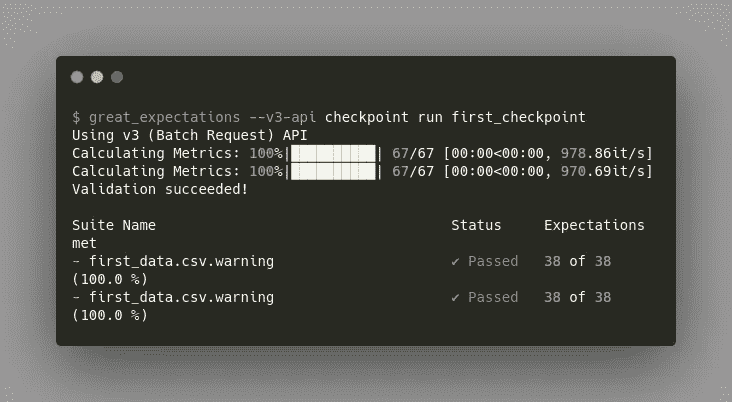 $ great_expectations --v3-api checkpoint run first_checkpoint
Using v3 (Batch Request) API
Calculating Metrics: 100%|██████████| 67/67 [00:00<00:00, 978.86it/s]
Calculating Metrics: 100%|██████████| 67/67 [00:00<00:00, 970.69it/s]
Validation succeeded!
Suite Name Status Expectations
met
- first_data.csv.warning ✔ Passed 38 of 38
(100.0 %)
- first_data.csv.warning ✔ Passed 38 of 38
(100.0 %)